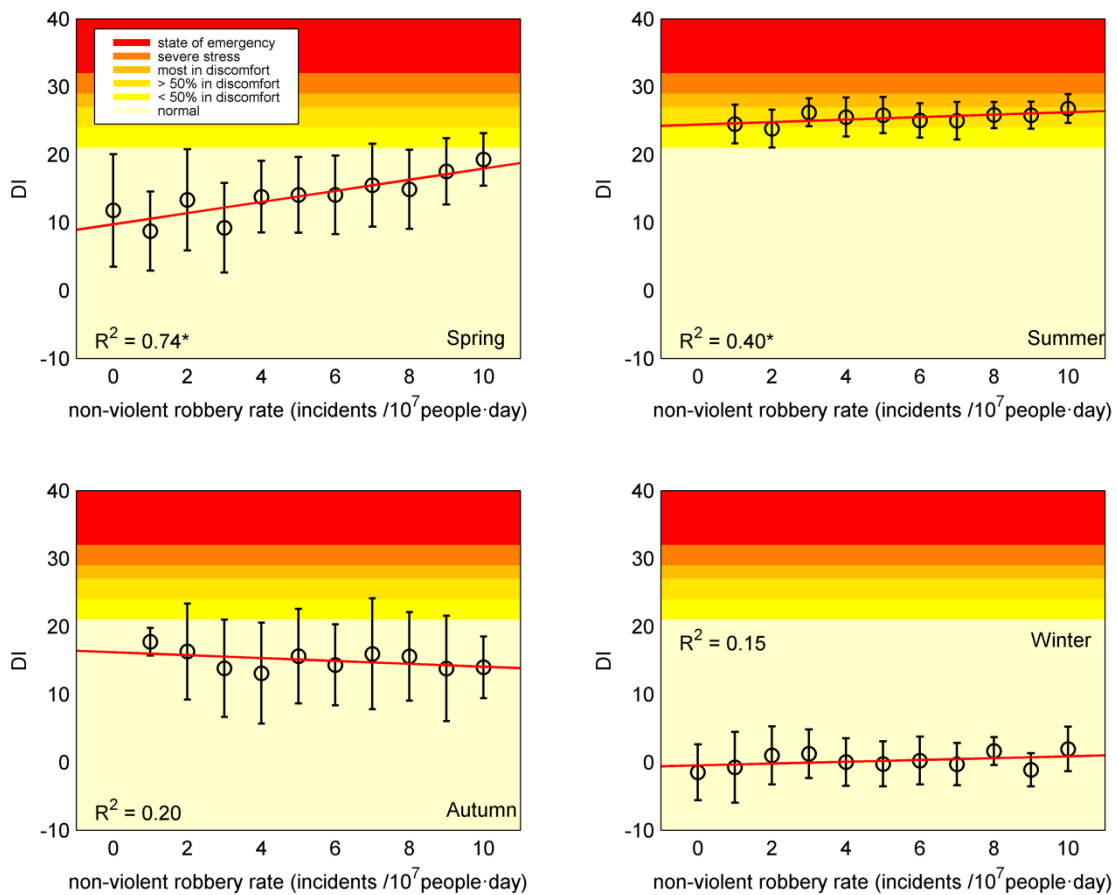 40
30
20
10
0
-10
DI
state of emergency
severe stress
most in discomfort
> 50% in discomfort
< 50% in discomfort
normal
R² = 0.74*
Spring
0 2 4 6 8 10
non-violent robbery rate (incidents /10⁷people·day)
40
30
20
10
0
-10
DI
R² = 0.40*
Summer
0 2 4 6 8 10
non-violent robbery rate (incidents /10⁷people·day)
40
30
20
10
0
-10
DI
R² = 0.20
Autumn
0 2 4 6 8 10
non-violent robbery rate (incidents /10⁷people·day)
40
30
20
10
0
-10
DI
R² = 0.15
Winter
0 2 4 6 8 10
non-violent robbery rate (incidents /10⁷people·day)